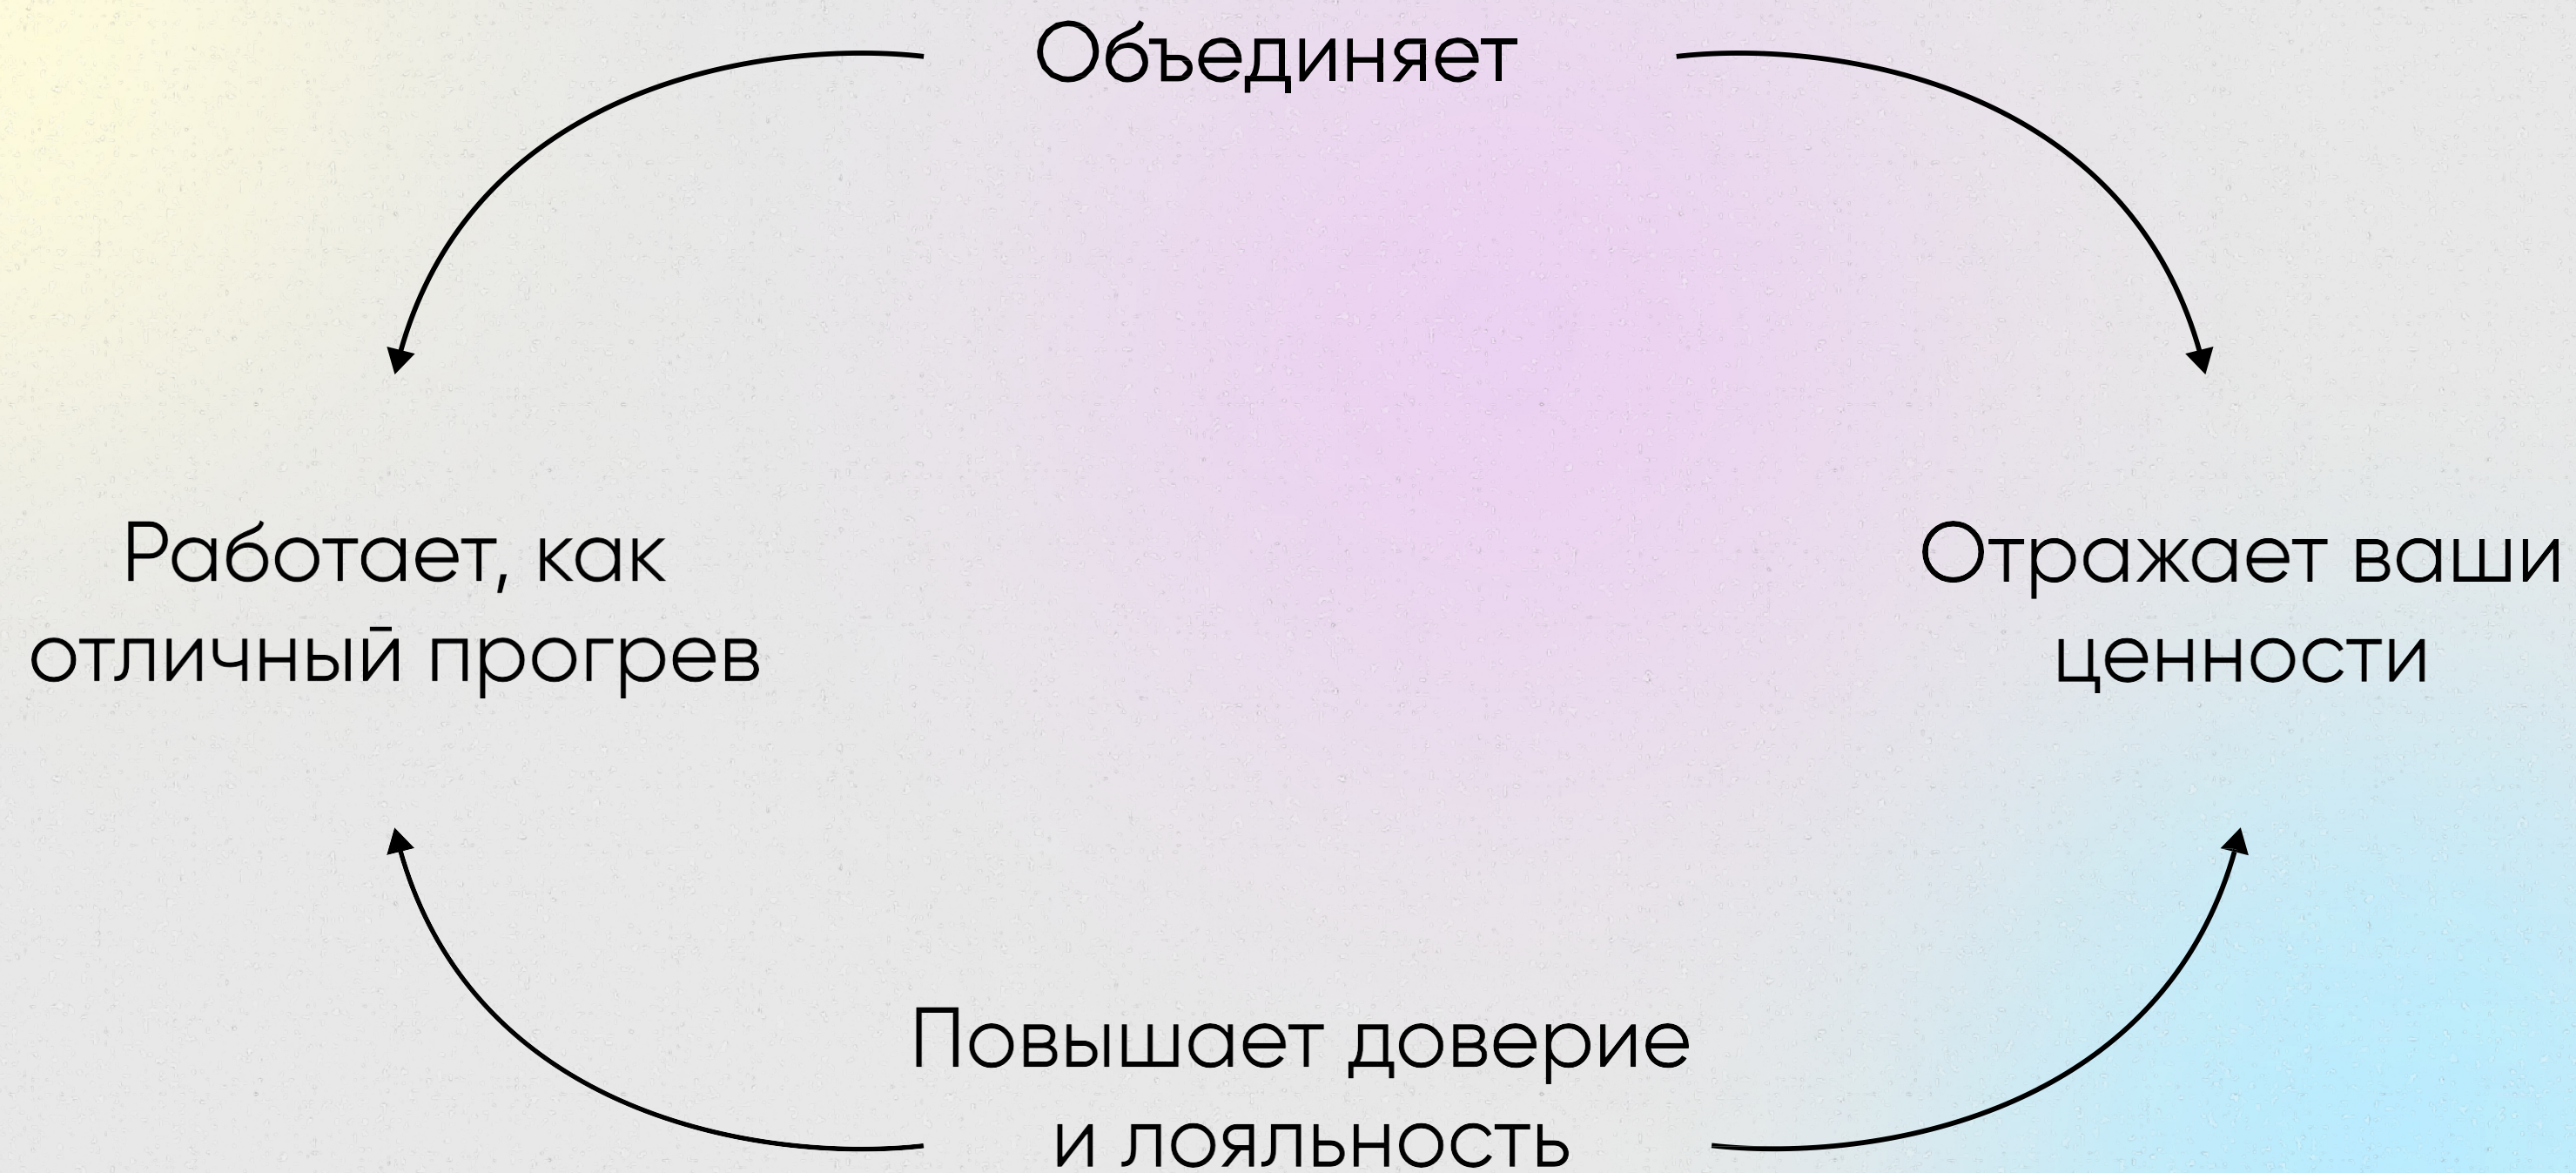 Объединяет
Работает, как
отличный прогрев
Отражает ваши
ценности
Повышает доверие
и лояльность